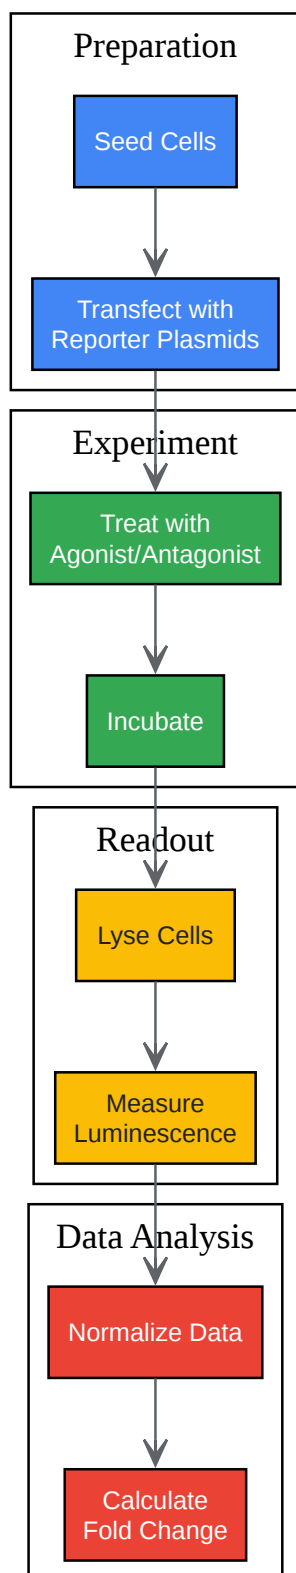 Preparation
Seed Cells
Transfect with
Reporter Plasmids
Experiment
Treat with
Agonist/Antagonist
Incubate
Readout
Lyse Cells
Measure
Luminescence
Data Analysis
Normalize Data
Calculate
Fold Change